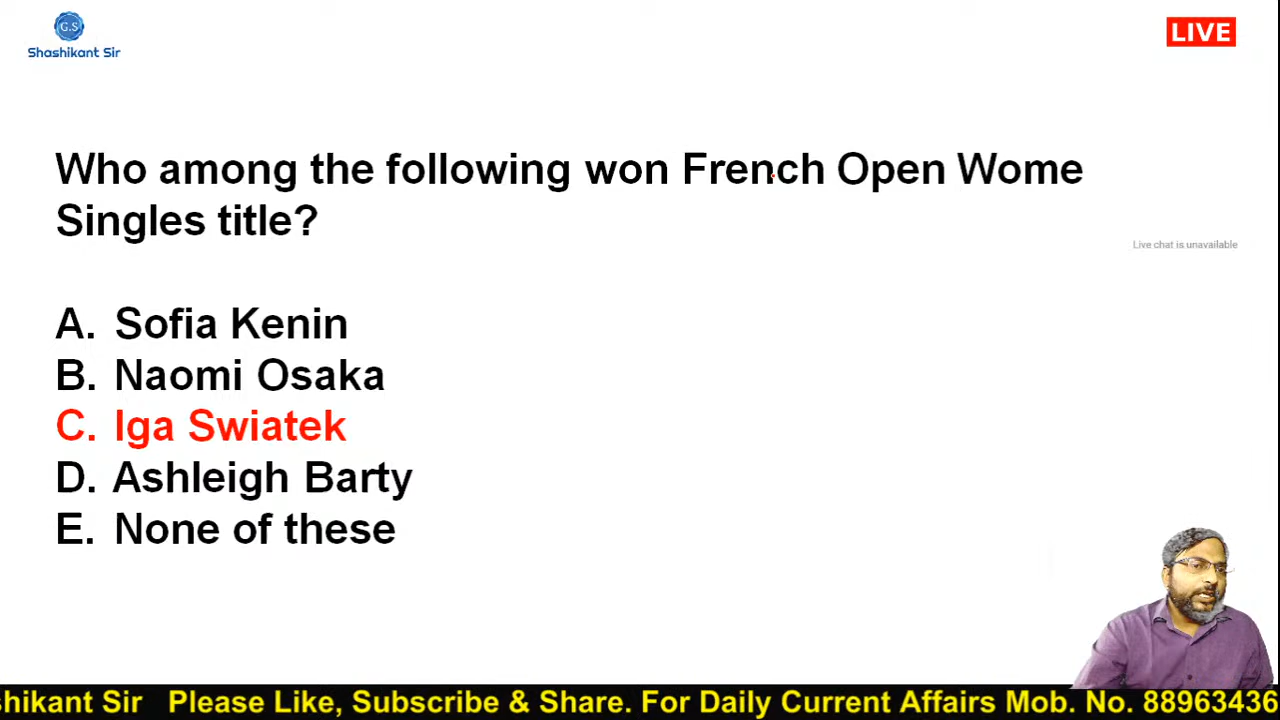 G.S
Shashikant Sir
LIVE
Who among the following won French Open Wome
Singles title?
Live chat is unavailable
A. Sofia Kenin
B. Naomi Osaka
C. Iga Swiatek
D. Ashleigh Barty
E. None of these
shikant Sir Please Like, Subscribe & Share. For Daily Current Affairs Mob. No. 88963436